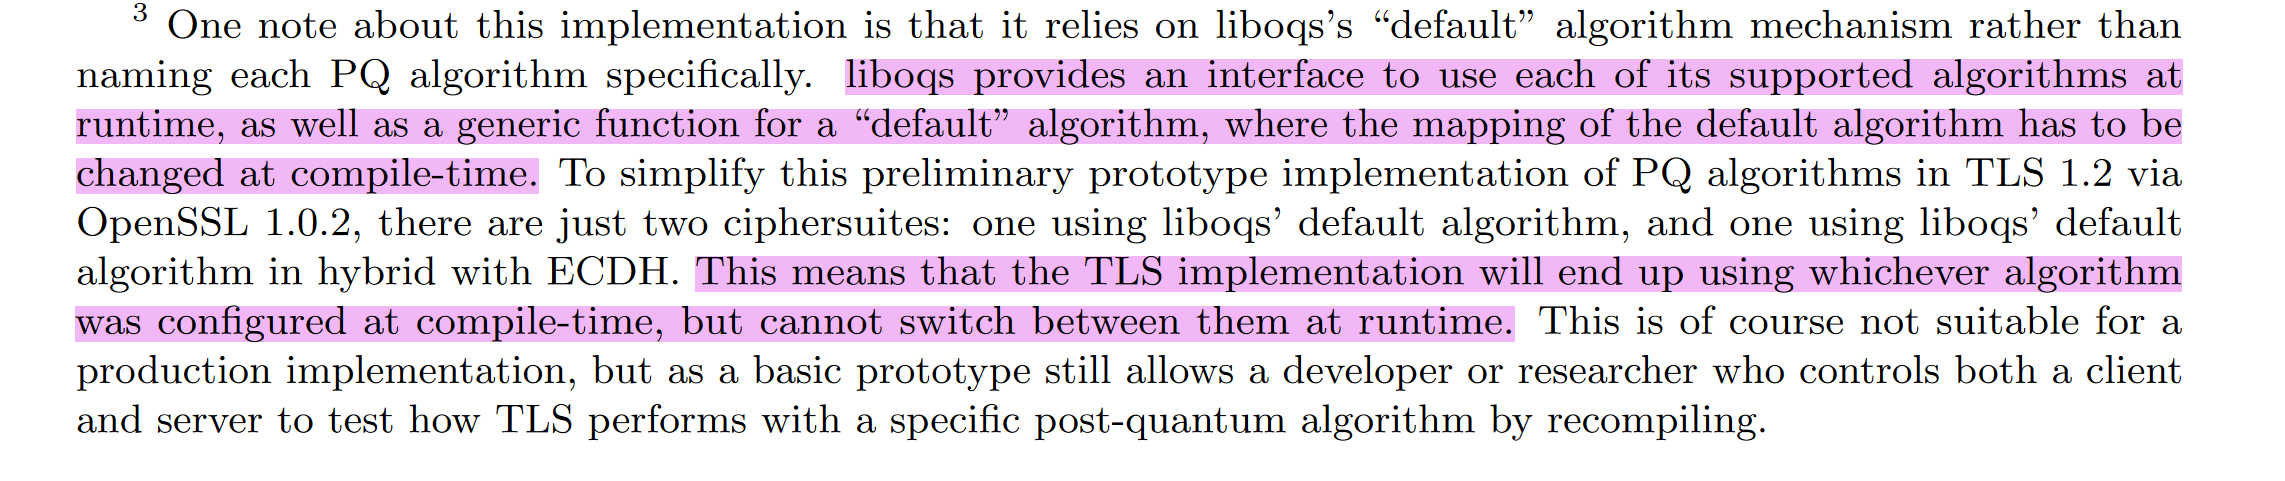 ³ One note about this implementation is that it relies on liboqs’s “default” algorithm mechanism rather than
naming each PQ algorithm specifically. liboqs provides an interface to use each of its supported algorithms at
runtime, as well as a generic function for a “default” algorithm, where the mapping of the default algorithm has to be
changed at compile-time. To simplify this preliminary prototype implementation of PQ algorithms in TLS 1.2 via
OpenSSL 1.0.2, there are just two ciphersuites: one using liboqs’ default algorithm, and one using liboqs’ default
algorithm in hybrid with ECDH. This means that the TLS implementation will end up using whichever algorithm
was configured at compile-time, but cannot switch between them at runtime. This is of course not suitable for a
production implementation, but as a basic prototype still allows a developer or researcher who controls both a client
and server to test how TLS performs with a specific post-quantum algorithm by recompiling.